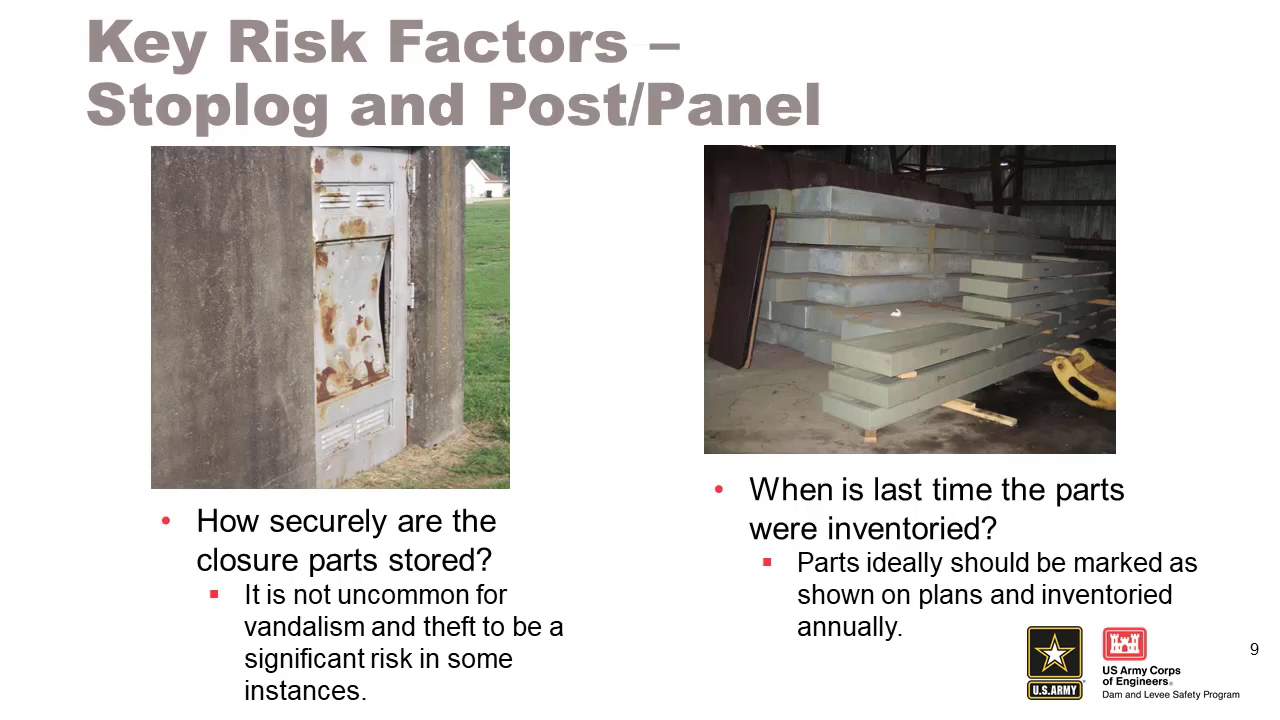 Key Risk Factors –
Stoplog and Post/Panel
• How securely are the
closure parts stored?
▪ It is not uncommon for
vandalism and theft to be a
significant risk in some
instances.
• When is last time the parts
were inventoried?
▪ Parts ideally should be marked as
shown on plans and inventoried
annually.
U.S.ARMY
US Army Corps
of Engineers®
Dam and Levee Safety Program
9